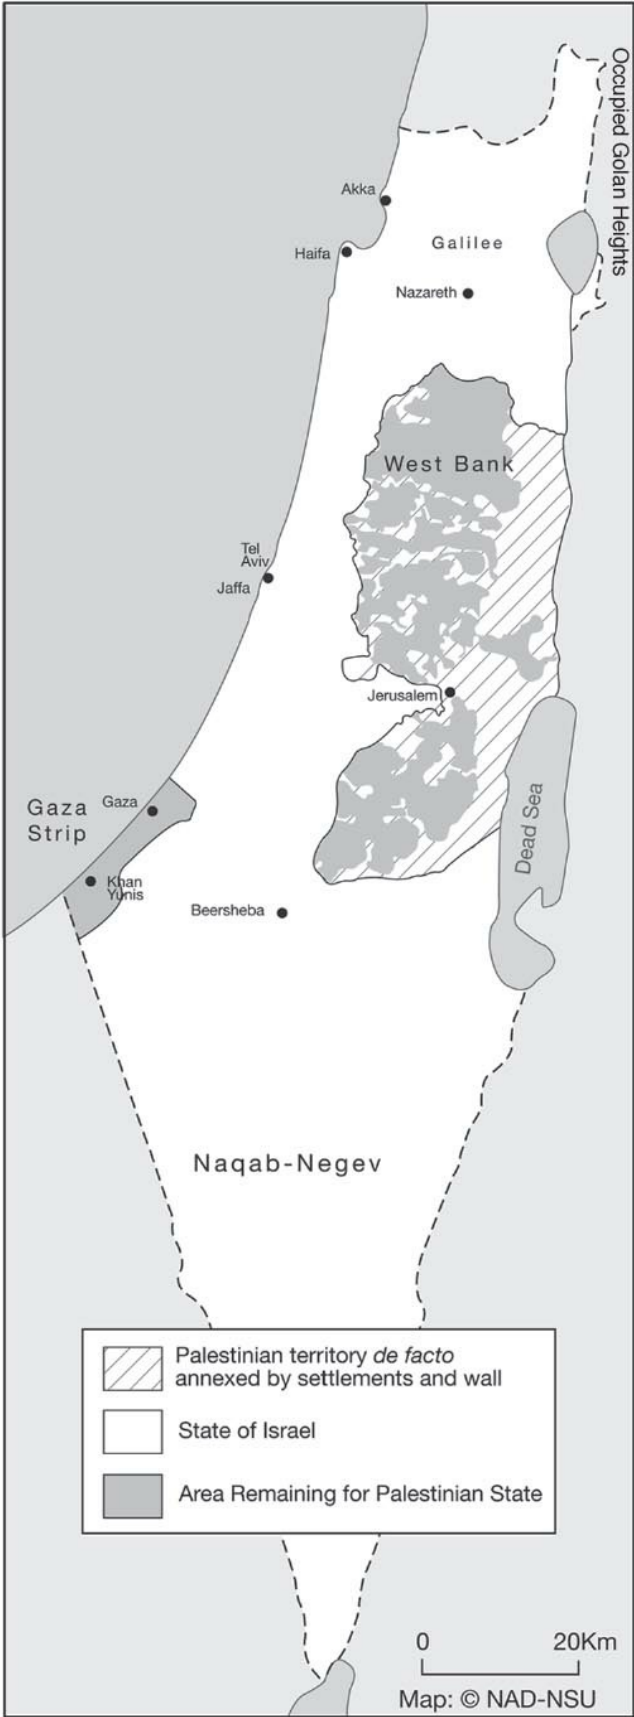 Occupied Golan Heights
Akka
Galilee
Haifa
Nazareth
West Bank
Tel
Aviv
Jaffa
Jerusalem
Dead Sea
Gaza
Strip
Gaza
Khan
Yunis
Beersheba
Naqab-Negev
Palestinian territory de facto
annexed by settlements and wall
State of Israel
Area Remaining for Palestinian State
0 20Km
Map: © NAD-NSU